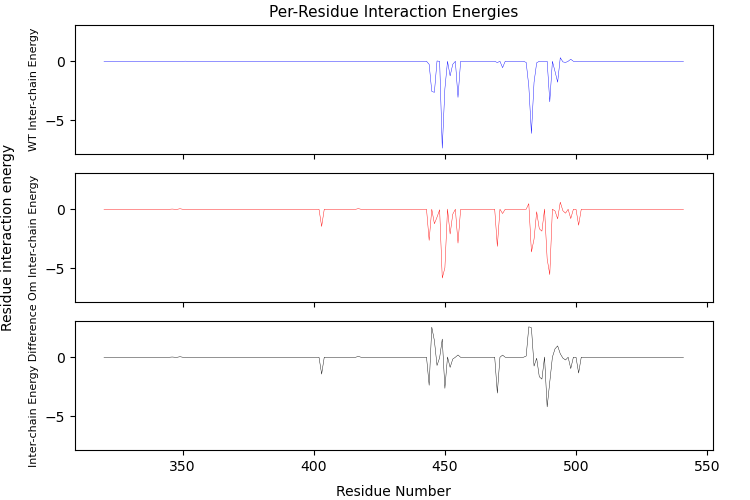 Per-Residue Interaction Energies
Residue interaction energy
WT Inter-chain Energy
0
−5
Om Inter-chain Energy
0
−5
Inter-chain Energy Difference
0
−5
350
400
450
500
550
Residue Number